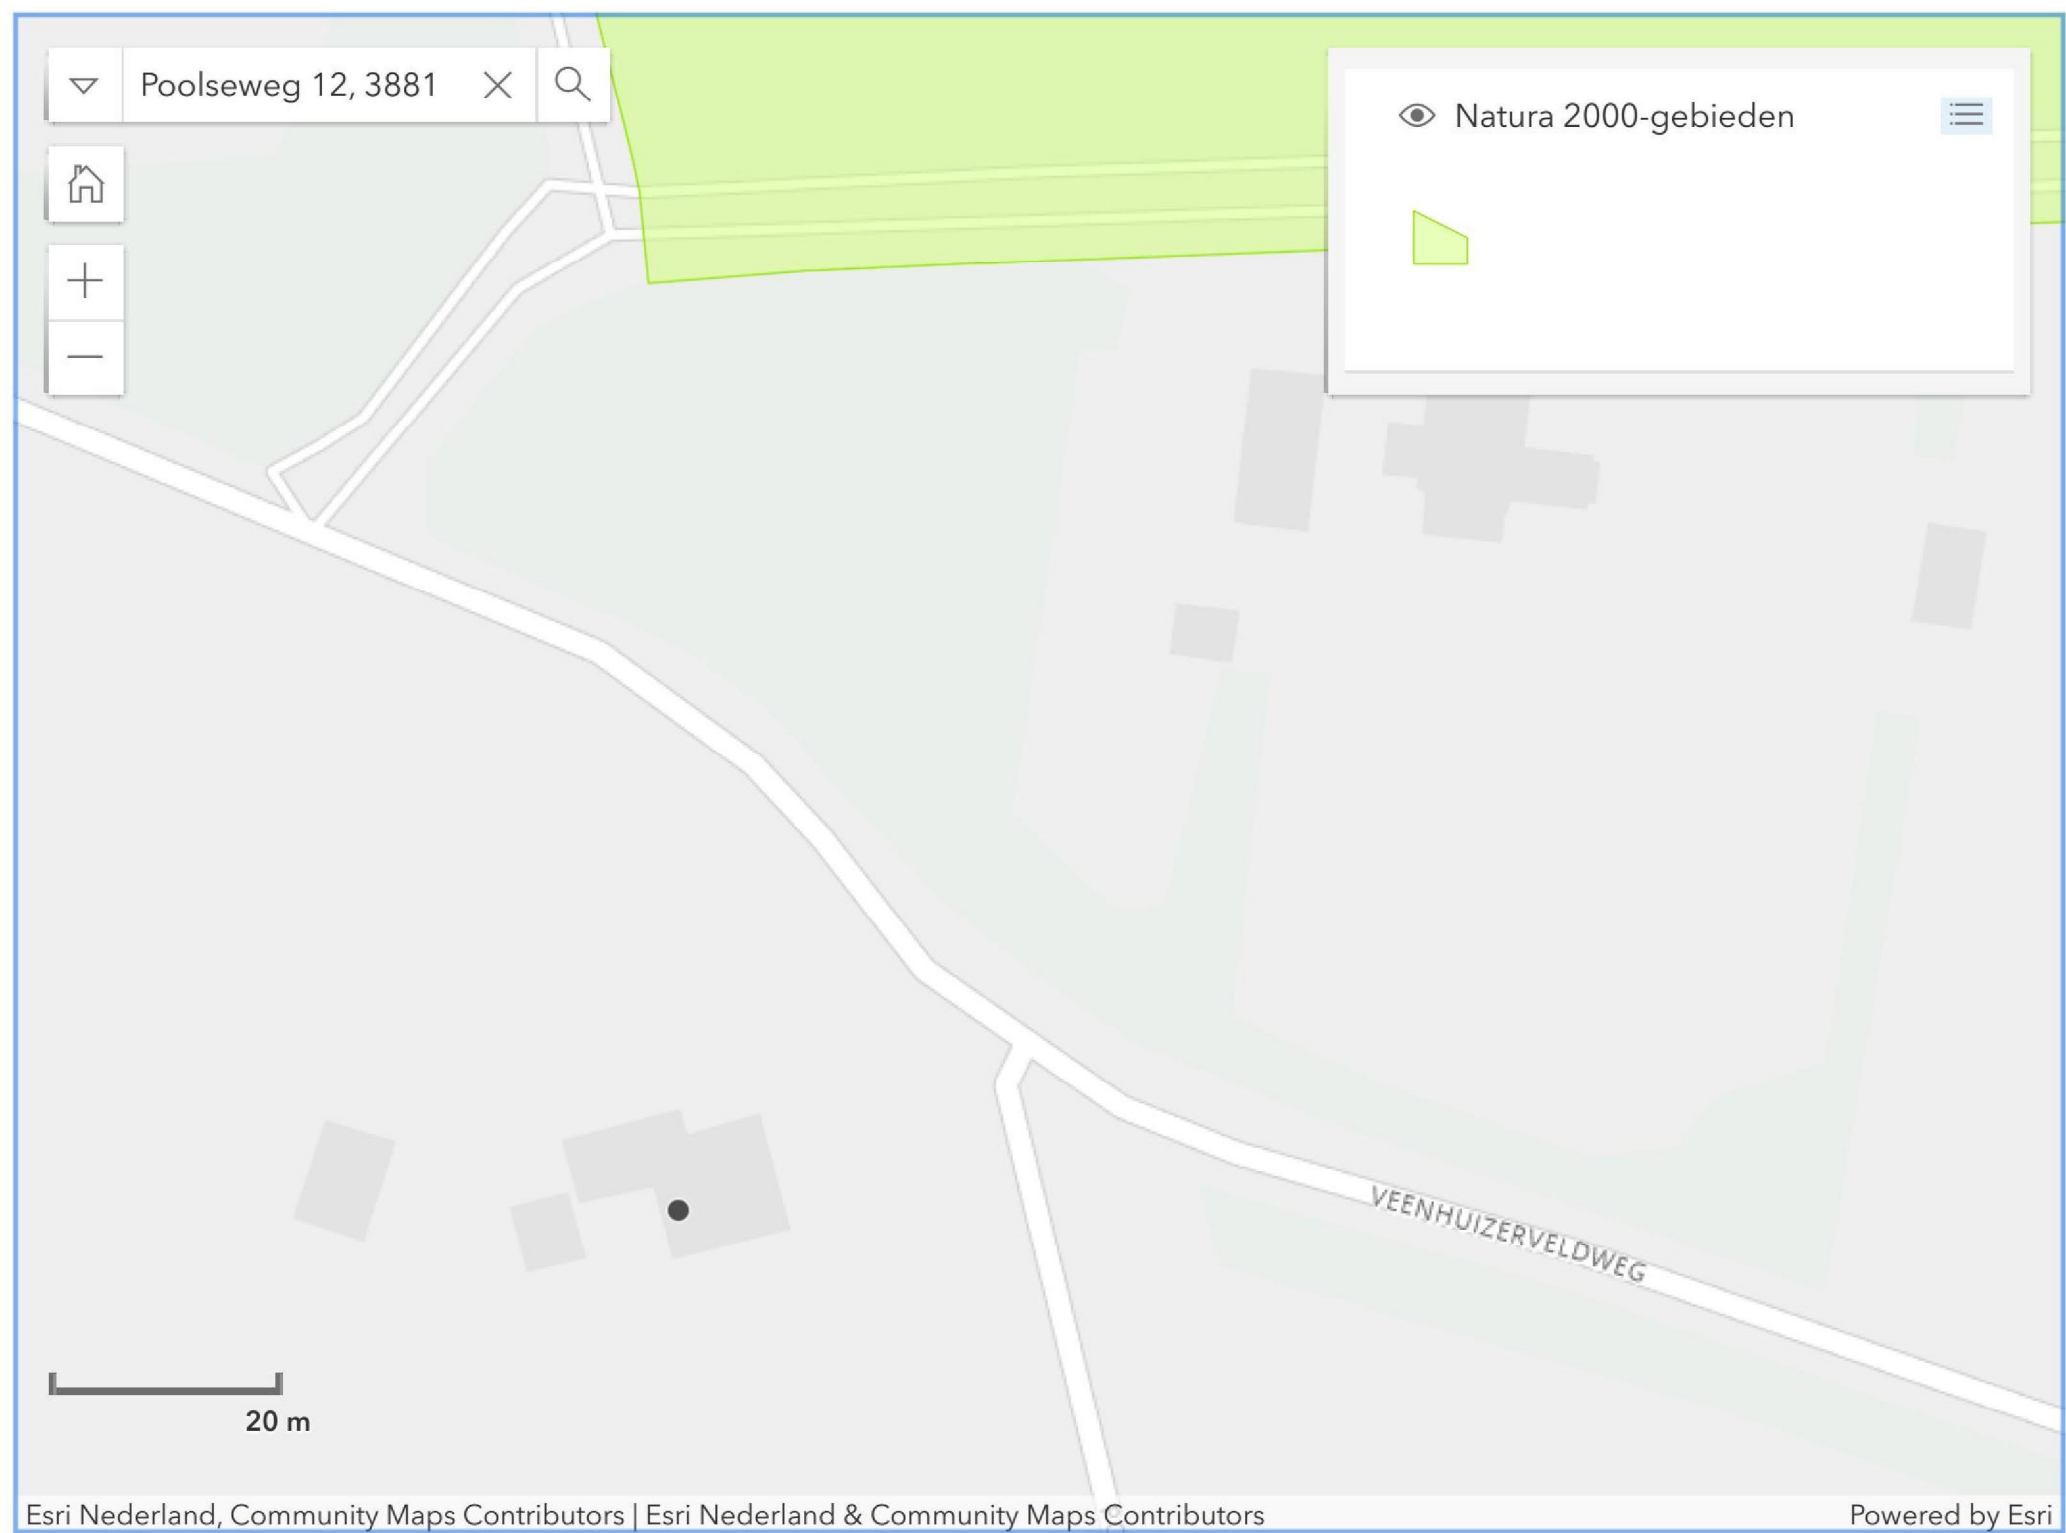 Poolseweg 12, 3881
Natura 2000-gebieden
VEENHUIZERVELDWEG
20 m
Esri Nederland, Community Maps Contributors | Esri Nederland & Community Maps Contributors
Powered by Esri